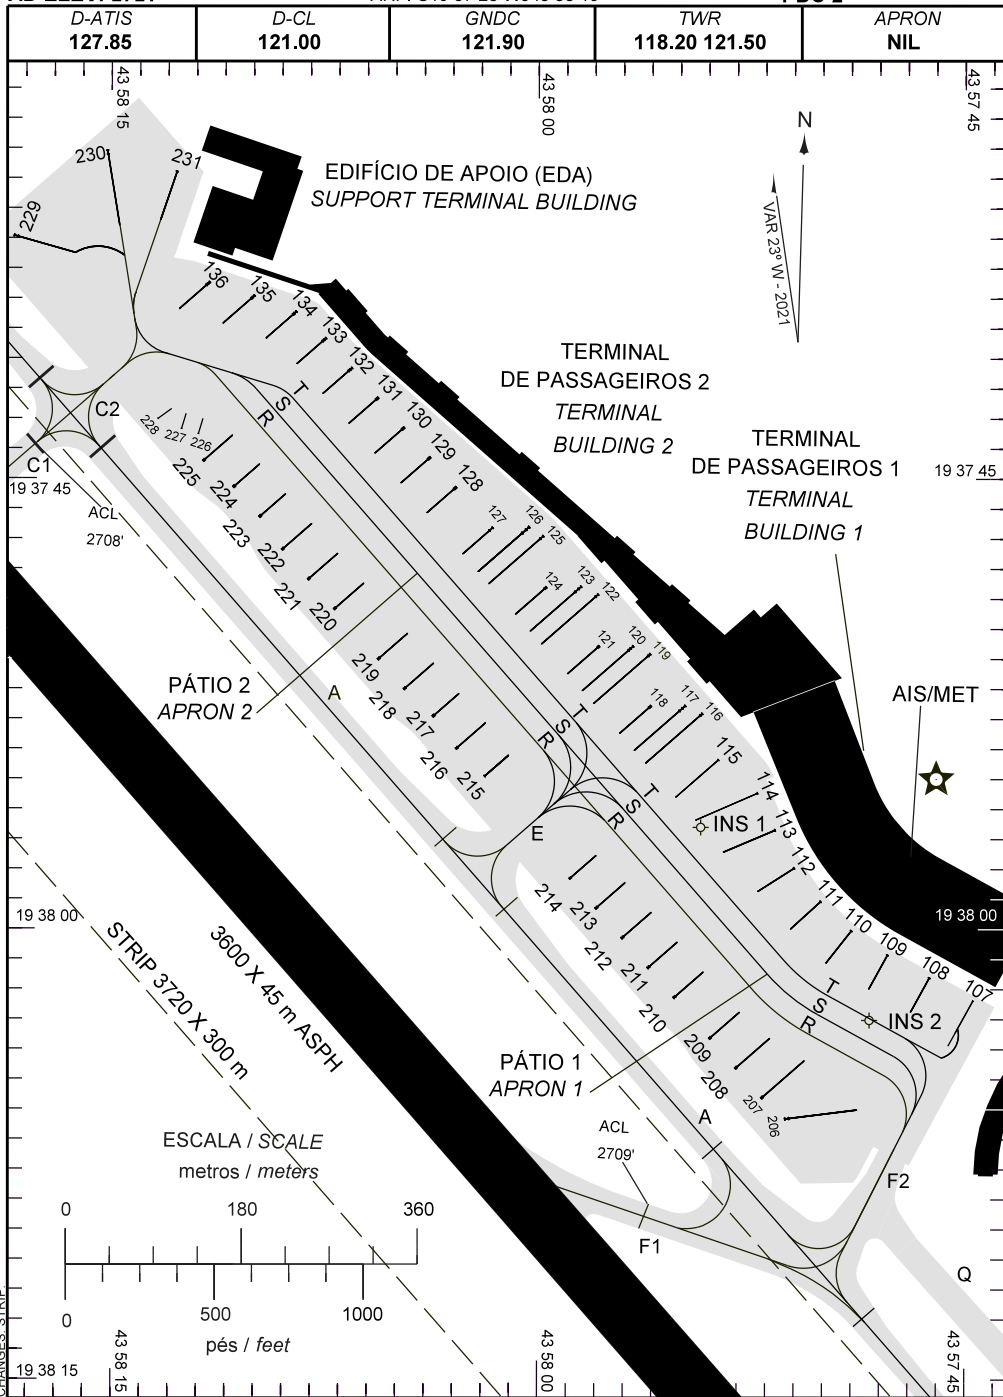 D-ATIS
127.85
D-CL
121.00
GNDC
121.90
TWR
118.20 121.50
APRON
NIL
43 58 15
43 58 00
43 57 45
N
VAR 23° W - 2021
EDIFÍCIO DE APOIO (EDA)
SUPPORT TERMINAL BUILDING
230
231
229
136
135
134
133
132
131
130
129
128
127
126
125
124
123
122
121
120
119
118
117
116
115
114
113
112
111
110
109
108
107
TERMINAL
DE PASSAGEIROS 2
TERMINAL
BUILDING 2
TERMINAL
DE PASSAGEIROS 1
TERMINAL
BUILDING 1
19 37 45
19 37 45
C2
C1
ACL
2708'
T
S
R
228
227
226
225
224
223
222
221
220
219
218
217
216
215
PÁTIO 2
APRON 2
A
T
S
R
T
S
R
E
AIS/MET
INS 1
INS 2
214
213
212
211
210
209
208
207
206
T
S
R
19 38 00
19 38 00
STRIP 3720 X 300 m
3600 X 45 m ASPH
PÁTIO 1
APRON 1
A
ACL
2709'
F1
F2
Q
ESCALA / SCALE
metros / meters
0
180
360
0
500
1000
pés / feet
19 38 15
43 58 15
43 58 00
43 57 45